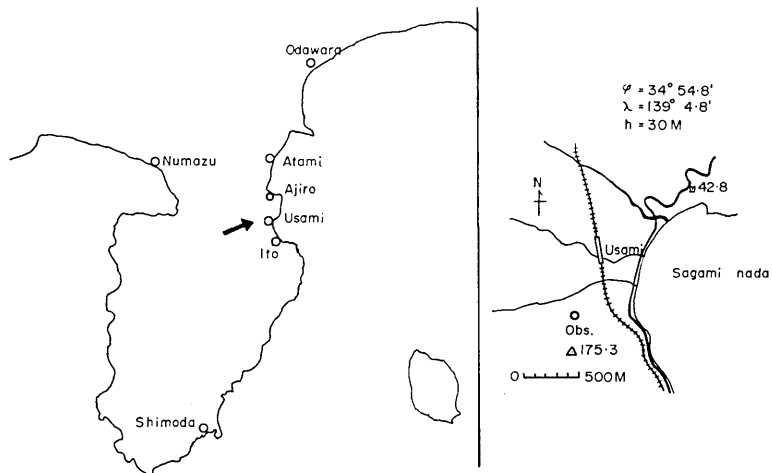 Odawara
Numazu
Atami
Ajiro
Usami
Ito
Shimoda
φ = 34° 54.8'
λ = 139° 4.8'
h = 30 M
42.8
N
Usami
Sagami nada
Obs.
175.3
0 500M